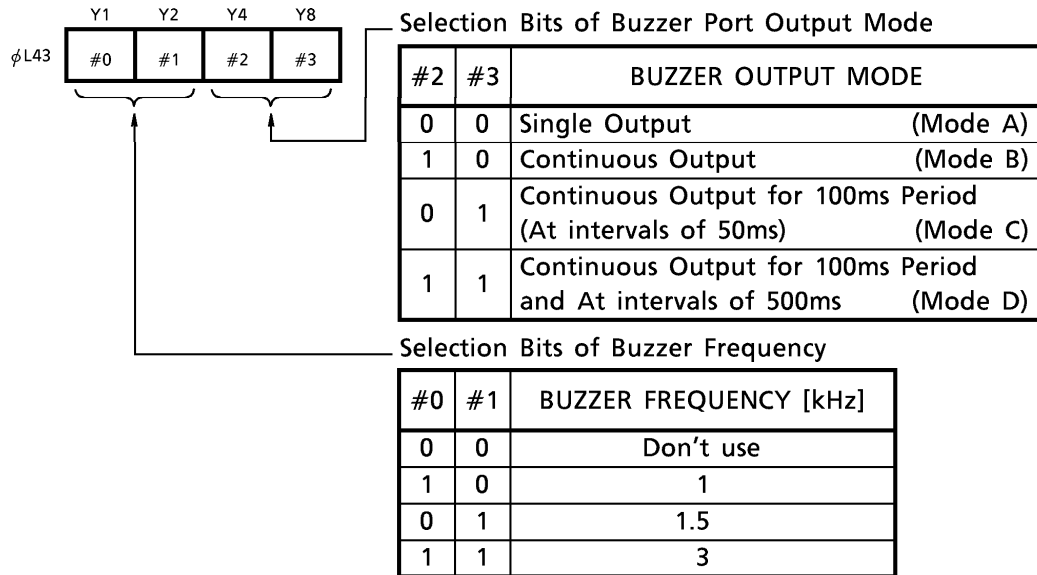 Y1 Y2 Y4 Y8
φL43 #0 #1 #2 #3
Selection Bits of Buzzer Port Output Mode
#2 #3 BUZZER OUTPUT MODE
0 0 Single Output (Mode A)
1 0 Continuous Output (Mode B)
0 1 Continuous Output for 100ms Period
(At intervals of 50ms) (Mode C)
1 1 Continuous Output for 100ms Period
and At intervals of 500ms (Mode D)
Selection Bits of Buzzer Frequency
#0 #1 BUZZER FREQUENCY [kHz]
0 0 Don't use
1 0 1
0 1 1.5
1 1 3